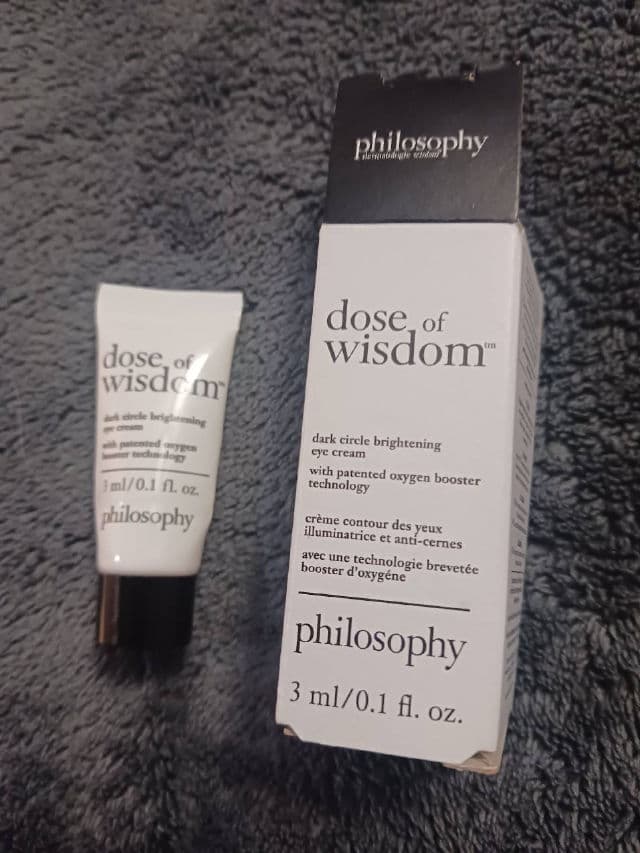 dose of
wisdom
dark circle brightening
eye cream
with patented oxygen
booster technology
3 ml/0.1 fl. oz.
philosophy
philosophy
dose of
wisdom™
dark circle brightening
eye cream
with patented oxygen booster
technology
crème contour des yeux
illuminatrice et anti-cernes
avec une technologie brevetée
booster d'oxygéne
philosophy
3 ml/0.1 fl. oz.